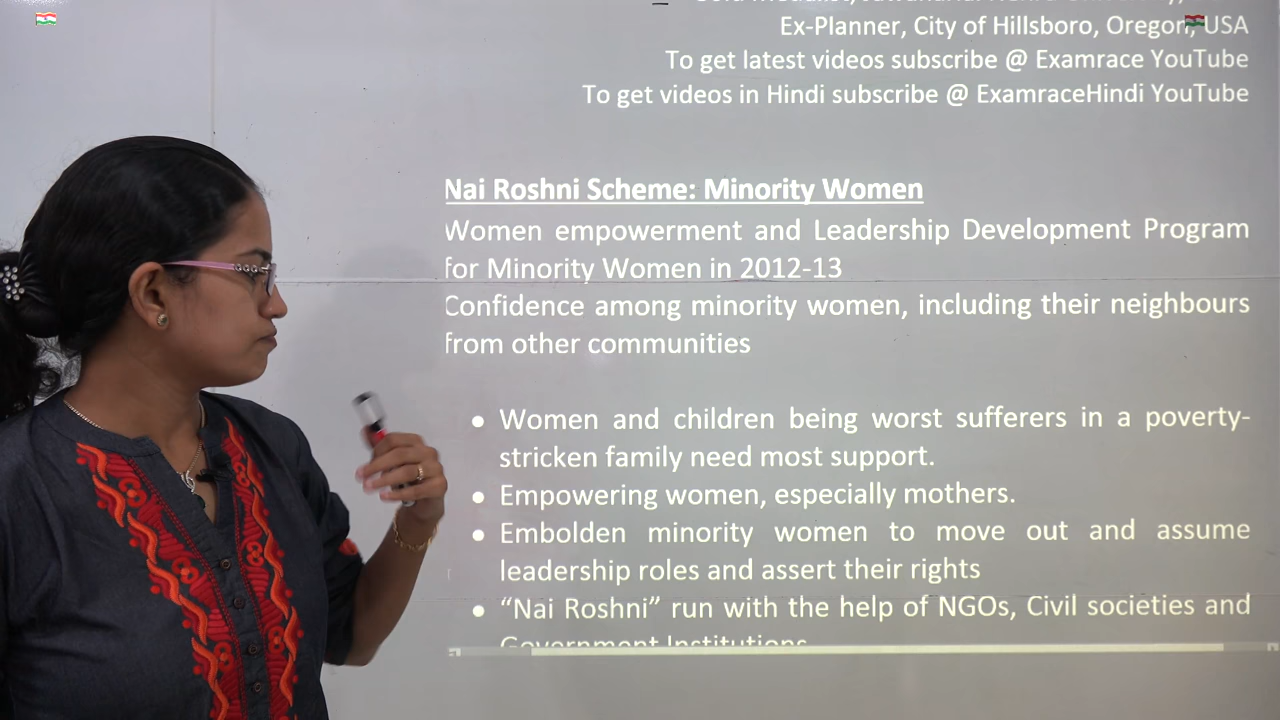 Ex-Planner, City of Hillsboro, Oregon, USA
To get latest videos subscribe @ Examrace YouTube
To get videos in Hindi subscribe @ ExamraceHindi YouTube
Nai Roshni Scheme: Minority Women
Women empowerment and Leadership Development Program
for Minority Women in 2012-13
Confidence among minority women, including their neighbours
from other communities
• Women and children being worst sufferers in a poverty-
stricken family need most support.
• Empowering women, especially mothers.
• Embolden minority women to move out and assume
leadership roles and assert their rights
• “Nai Roshni” run with the help of NGOs, Civil societies and
Government Institutions